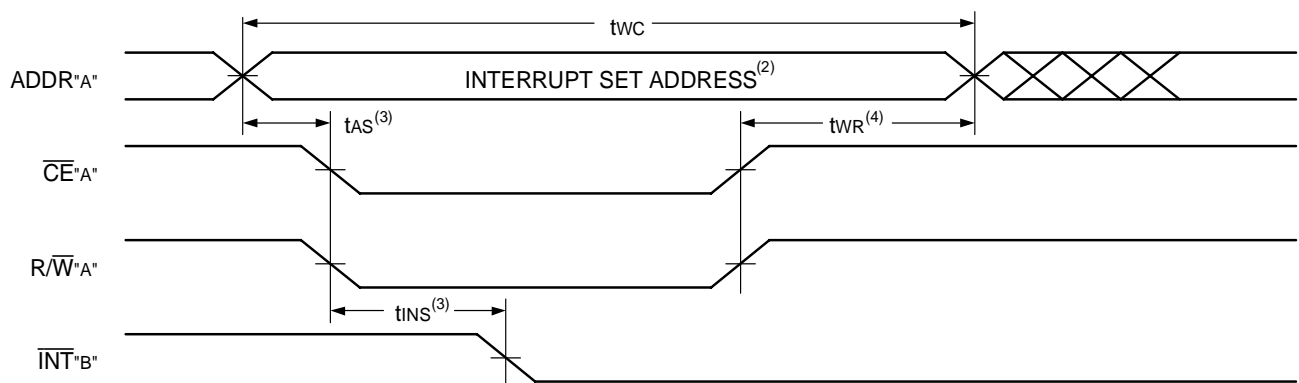 tWC
ADDR"A"
INTERRUPT SET ADDRESS(2)
tAS(3)
tWR(4)
CE"A"
R/W"A"
tINS(3)
INT"B"